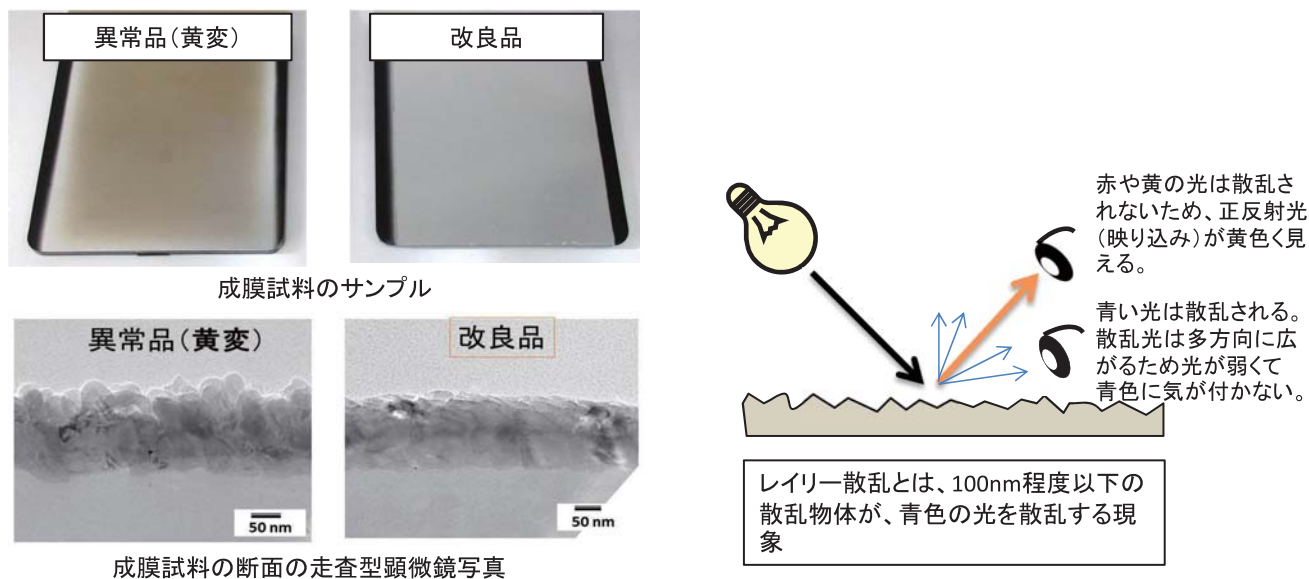 異常品(黄変)
改良品
成膜試料のサンプル
異常品(黄変)
改良品
50 nm
50 nm
成膜試料の断面の走査型顕微鏡写真
赤や黄の光は散乱さ
れないため、正反射光
(映り込み)が黄色く見
える。
青い光は散乱される。
散乱光は多方向に広
がるため光が弱くて
青色に気が付かない。
レイリー散乱とは、100nm程度以下の
散乱物体が、青色の光を散乱する現
象